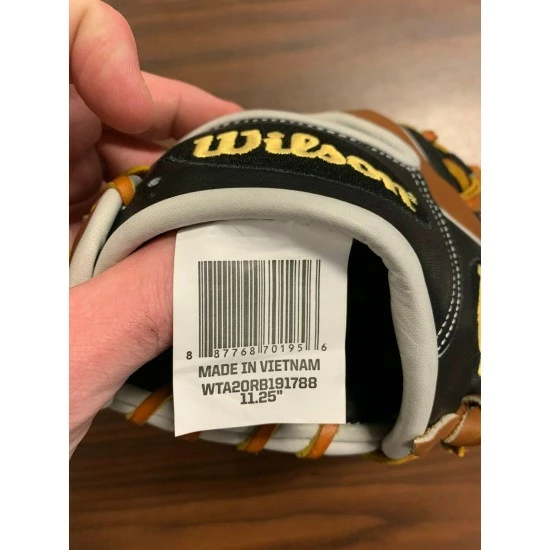 Wilson
8 87768 70195 6
MADE IN VIETNAM
WTA20RB191788
11.25"